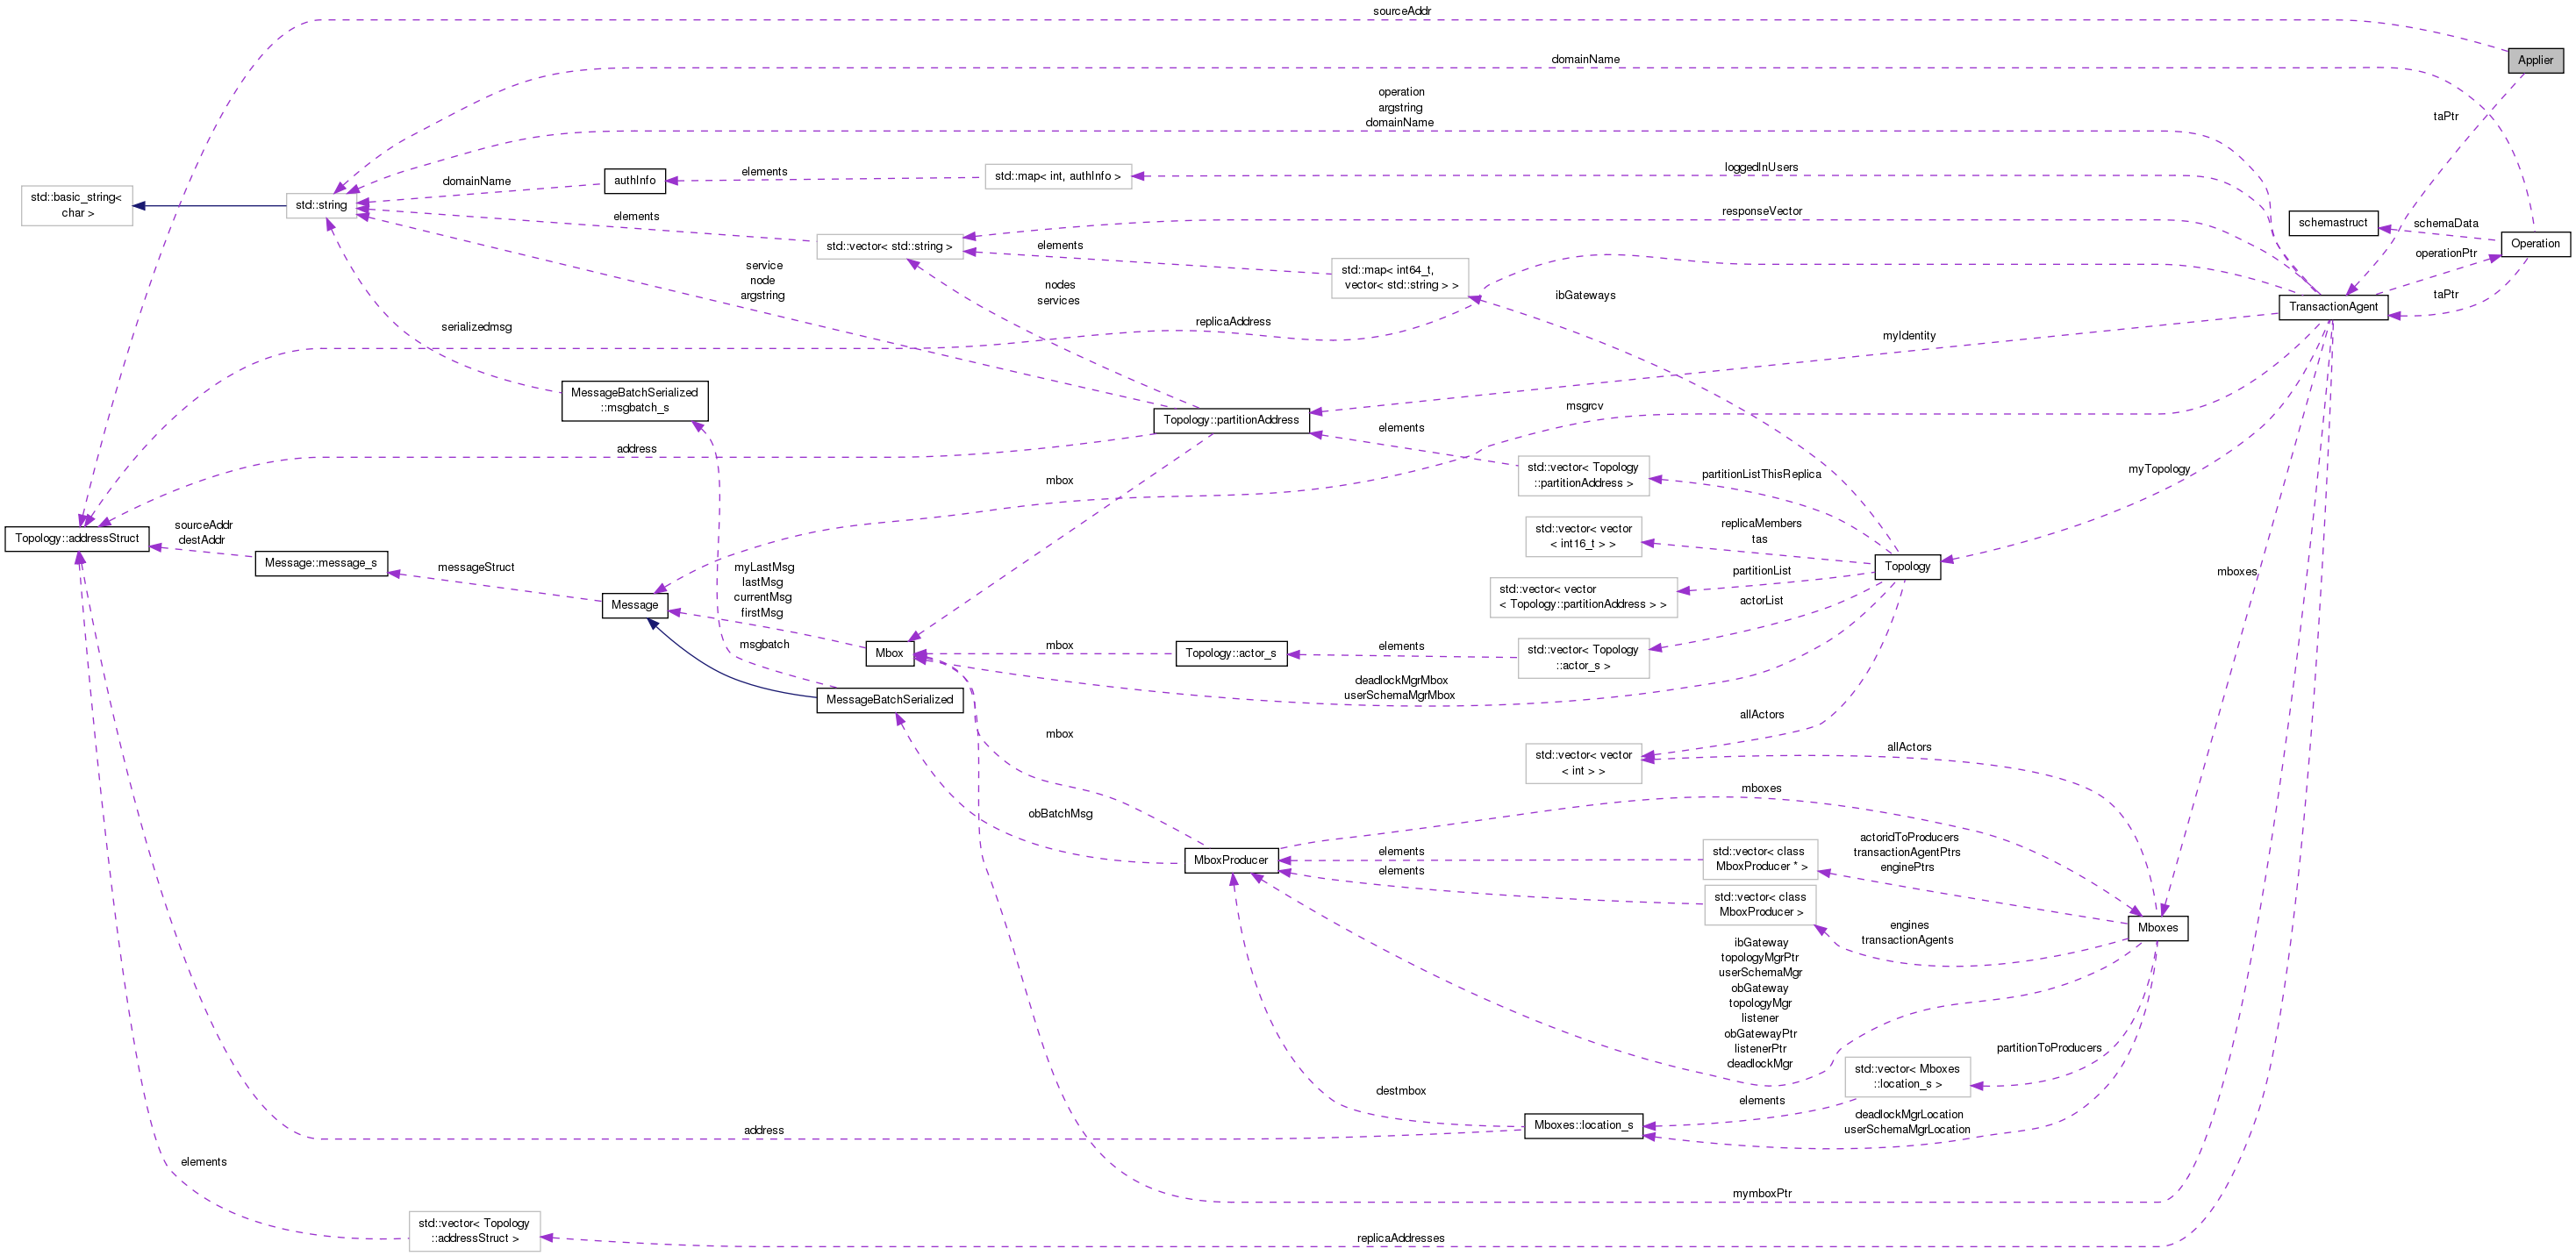 sourceAddr
domainName
Applier
operation
argstring
domainName
taPtr
loggedInUsers
elements
std::map< int, authInfo >
authInfo
domainName
std::basic_string<
char >
std::string
responseVector
elements
schemastruct
schemaData
Operation
std::vector< std::string >
elements
operationPtr
service
node
argstring
std::map< int64_t,
vector< std::string > >
nodes
services
ibGateways
taPtr
TransactionAgent
serializedmsg
replicaAddress
myIdentity
MessageBatchSerialized
::msgbatch_s
msgrcv
Topology::partitionAddress
elements
address
myTopology
std::vector< Topology
::partitionAddress >
partitionListThisReplica
mbox
sourceAddr
destAddr
Topology::addressStruct
std::vector< vector
< int16_t > >
replicaMembers
tas
Message::message_s
messageStruct
myLastMsg
lastMsg
currentMsg
firstMsg
Topology
partitionList
mboxes
std::vector< vector
< Topology::partitionAddress > >
actorList
Message
msgbatch
Mbox
mbox
Topology::actor_s
elements
std::vector< Topology
::actor_s >
deadlockMgrMbox
userSchemaMgrMbox
MessageBatchSerialized
allActors
mbox
std::vector< vector
< int > >
allActors
mboxes
obBatchMsg
actoridToProducers
transactionAgentPtrs
enginePtrs
MboxProducer
elements
std::vector< class
MboxProducer * >
elements
std::vector< class
MboxProducer >
engines
transactionAgents
Mboxes
ibGateway
topologyMgrPtr
userSchemaMgr
obGateway
topologyMgr
listener
obGatewayPtr
listenerPtr
deadlockMgr
partitionToProducers
std::vector< Mboxes
::location_s >
destmbox
elements
deadlockMgrLocation
userSchemaMgrLocation
Mboxes::location_s
address
elements
mymboxPtr
std::vector< Topology
::addressStruct >
replicaAddresses